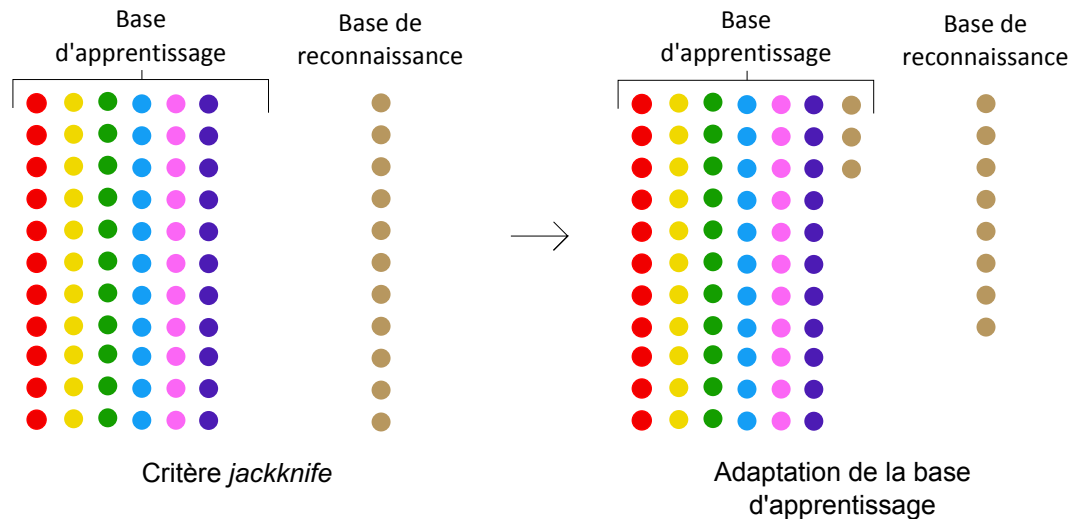 Base
d'apprentissage
Base de
reconnaissance
Base
d'apprentissage
Base de
reconnaissance
Critère jackknife
Adaptation de la base
d'apprentissage